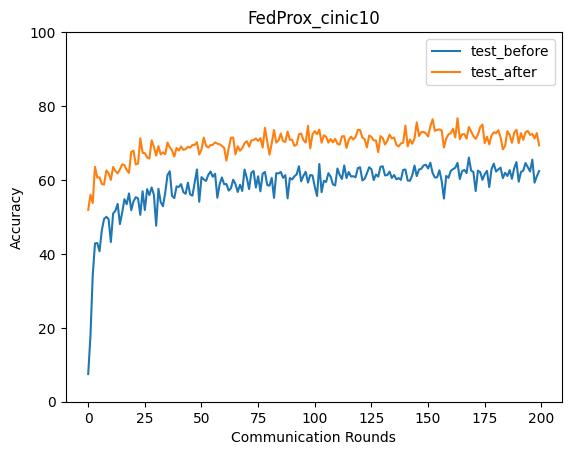 FedProx_cinic10
100
80
60
40
20
0
Accuracy
test_before
test_after
0 25 50 75 100 125 150 175 200
Communication Rounds